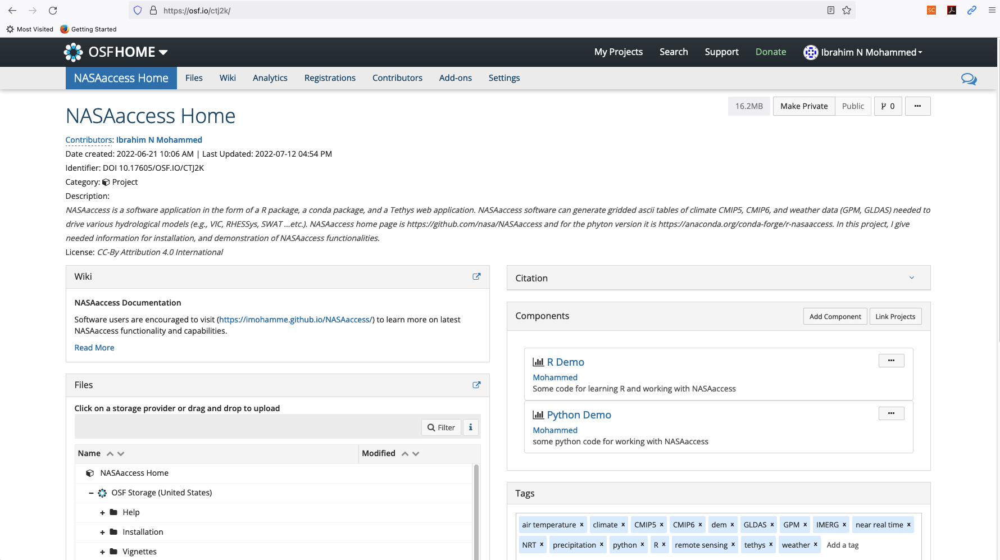 https://osf.io/ctj2k/
SC
Most Visited Getting Started
OSFHOME My Projects Search Support Donate Ibrahim N Mohammed
NASAaccess Home Files Wiki Analytics Registrations Contributors Add-ons Settings
NASAaccess Home
16.2MB Make Private Public 0 ...
Contributors: Ibrahim N Mohammed
Date created: 2022-06-21 10:06 AM | Last Updated: 2022-07-12 04:54 PM
Identifier: DOI 10.17605/OSF.IO/CTJ2K
Category: Project
Description:
NASAaccess is a software application in the form of a R package, a conda package, and a Tethys web application. NASAaccess software can generate gridded ascii tables of climate CMIP5, CMIP6, and weather data (GPM, GLDAS) needed to
drive various hydrological models (e.g., VIC, RHESSys, SWAT ...etc.). NASAaccess home page is https://github.com/nasa/NASAaccess and for the phyton version it is https://anaconda.org/conda-forge/r-nasaaccess. In this project, I give
needed information for installation, and demonstration of NASAaccess functionalities.
License: CC-By Attribution 4.0 International
Wiki
NASAaccess Documentation
Software users are encouraged to visit (https://imohamme.github.io/NASAaccess/) to learn more on latest
NASAaccess functionality and capabilities.
Read More
Files
Click on a storage provider or drag and drop to upload
Filter i
Name Modified
NASAaccess Home
- OSF Storage (United States)
+ Help
+ Installation
+ Vignettes
Citation
Components Add Component Link Projects
R Demo ...
Mohammed
Some code for learning R and working with NASAaccess
Python Demo ...
Mohammed
some python code for working with NASAaccess
Tags
air temperature x climate x CMIP5 x CMIP6 x dem x GLDAS x GPM x IMERG x near real time x
NRT x precipitation x python x R x remote sensing x tethys x weather x Add a tag